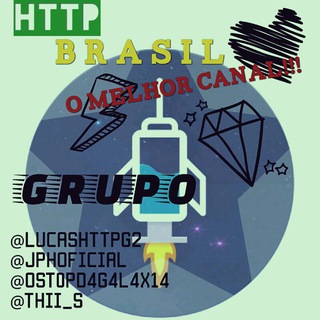 HTTP
BRASIL
O MELHOR CANAL!!!
GRUPO
@LUCASHTTPG2
@JPHOFICIAL
@OSTOPD4G4L4X14
@THII_S